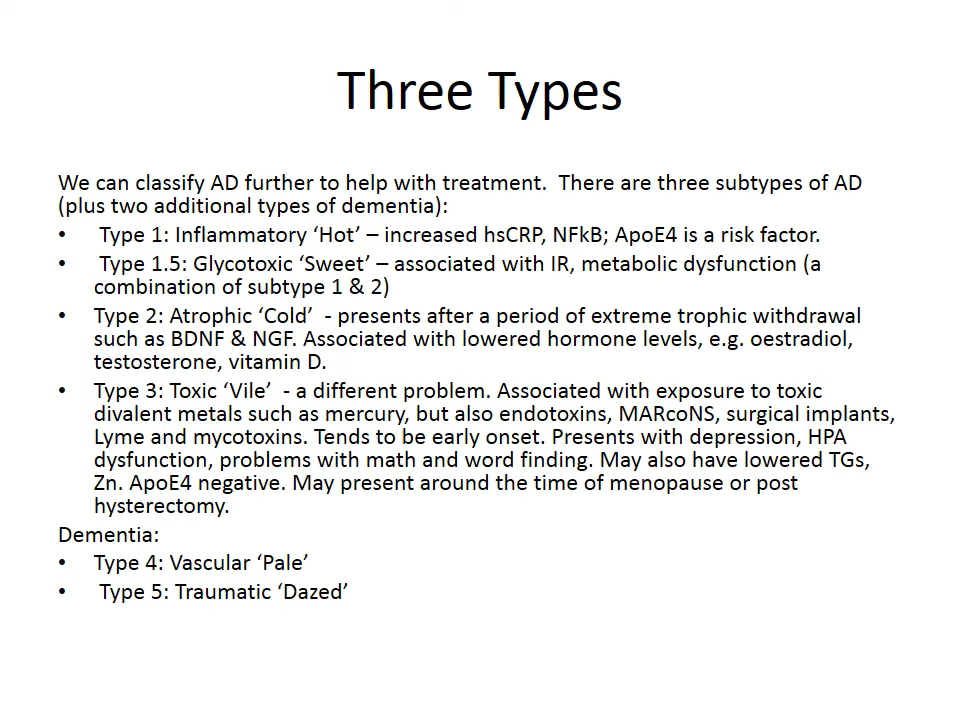 Three Types
We can classify AD further to help with treatment.  There are three subtypes of AD
(plus two additional types of dementia):
•  Type 1: Inflammatory ‘Hot’ – increased hsCRP, NFkB; ApoE4 is a risk factor.
•  Type 1.5: Glycotoxic ‘Sweet’ – associated with IR, metabolic dysfunction (a
combination of subtype 1 & 2)
• Type 2: Atrophic ‘Cold’  - presents after a period of extreme trophic withdrawal
such as BDNF & NGF. Associated with lowered hormone levels, e.g. oestradiol,
testosterone, vitamin D.
• Type 3: Toxic ‘Vile’  - a different problem. Associated with exposure to toxic
divalent metals such as mercury, but also endotoxins, MARcoNS, surgical implants,
Lyme and mycotoxins. Tends to be early onset. Presents with depression, HPA
dysfunction, problems with math and word finding. May also have lowered TGs,
Zn. ApoE4 negative. May present around the time of menopause or post
hysterectomy.
Dementia:
• Type 4: Vascular ‘Pale’
•  Type 5: Traumatic ‘Dazed’